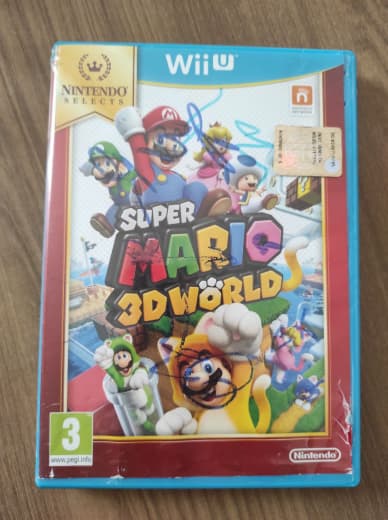 NINTENDO
SELECTS
Wii U
SUPER
MARIO
3D WORLD
3
www.pegi.info
Nintendo